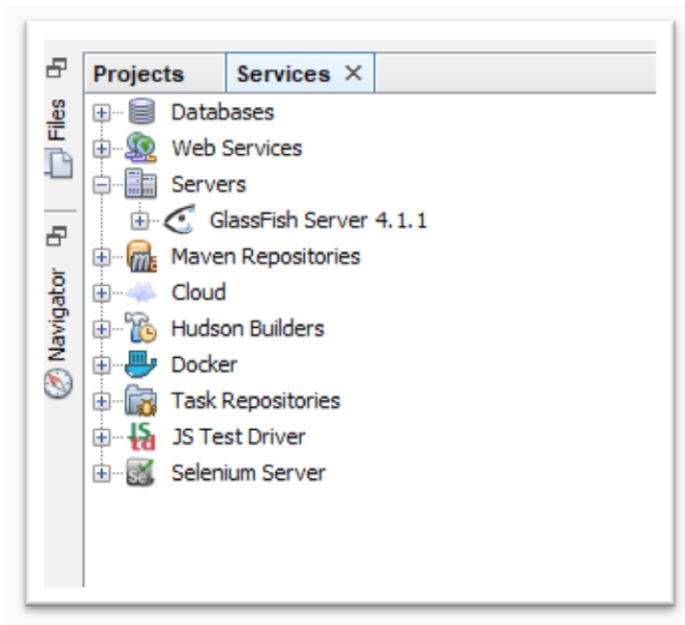 Projects Services ×
Files
Navigator
Databases
Web Services
Servers
GlassFish Server 4.1.1
Maven Repositories
Cloud
Hudson Builders
Docker
Task Repositories
JS Test Driver
Selenium Server